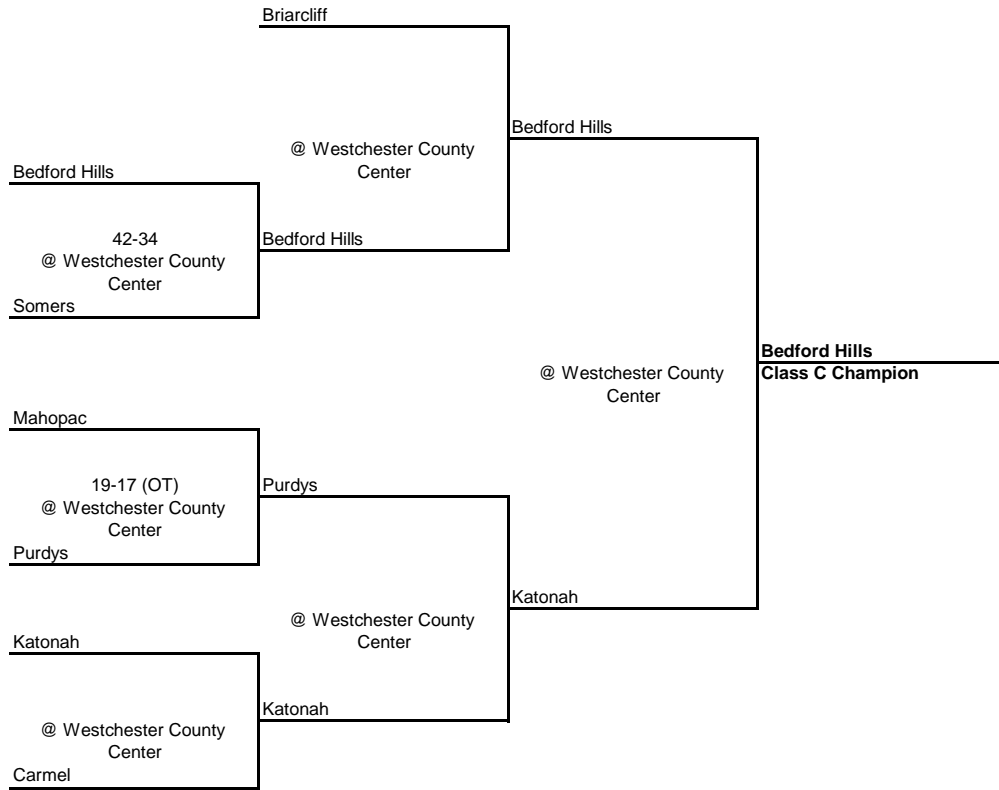 Briarcliff
Bedford Hills
@ Westchester County
Center
Bedford Hills
42-34
@ Westchester County
Center
Bedford Hills
Somers
Bedford Hills
Class C Champion
@ Westchester County
Center
Mahopac
19-17 (OT)
@ Westchester County
Center
Purdys
Purdys
Katonah
@ Westchester County
Center
Katonah
Katonah
@ Westchester County
Center
Carmel